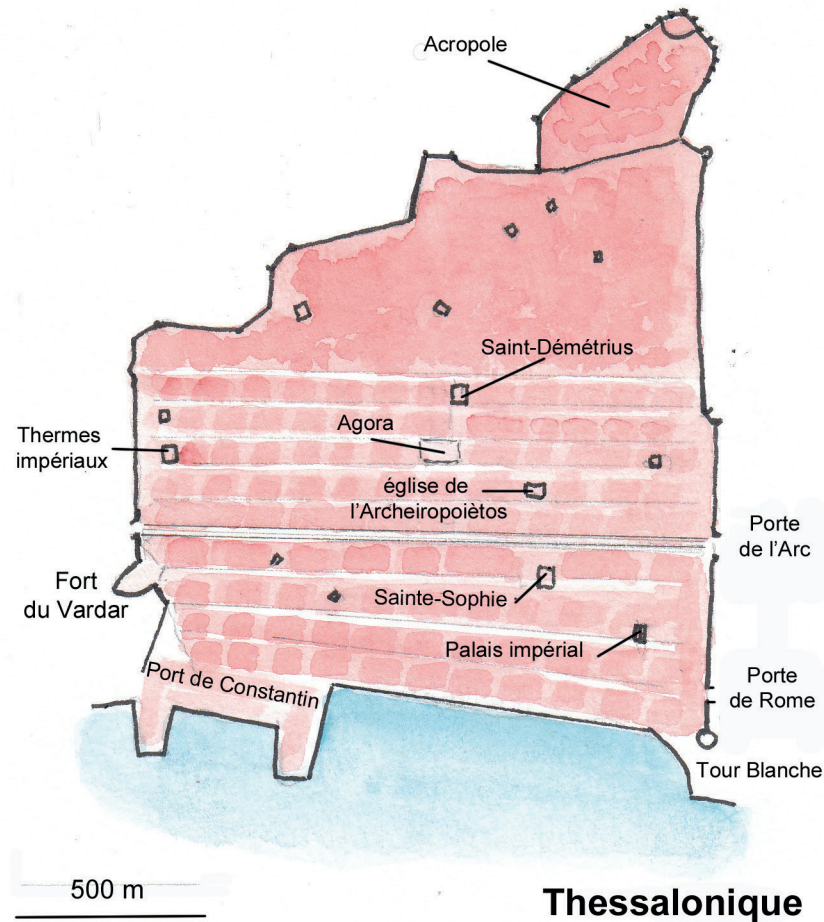 Acropole
Saint-Démétrius
Agora
Thermes
impériaux
église de
l'Archeiropoiètos
Porte
de l'Arc
Fort
du Vardar
Sainte-Sophie
Palais impérial
Port de Constantin
Porte
de Rome
Tour Blanche
500 m
Thessalonique